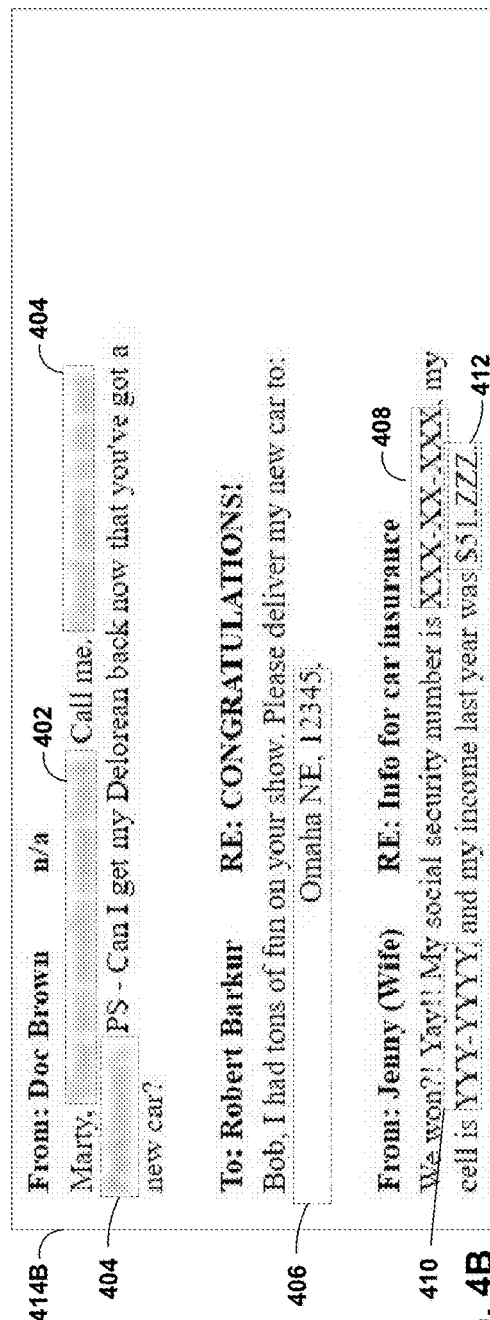 414B
From: Doc Brown n/a
402
404
Marty. Call me.
404
PS - Can I get my Delorean back now that you've got a
new car?
To: Robert Barkur RE: CONGRATULATIONS!
Bob, I had tons of fun on your show. Please deliver my new car to:
406
Omaha NE, 12345.
From: Jenny (Wife) RE: Info for car insurance
408
We won?! Yay!! My social security number is XXX-XX-XXX, my
410
cell is YYY-YYYY, and my income last year was $51,ZZZ.
412
4B